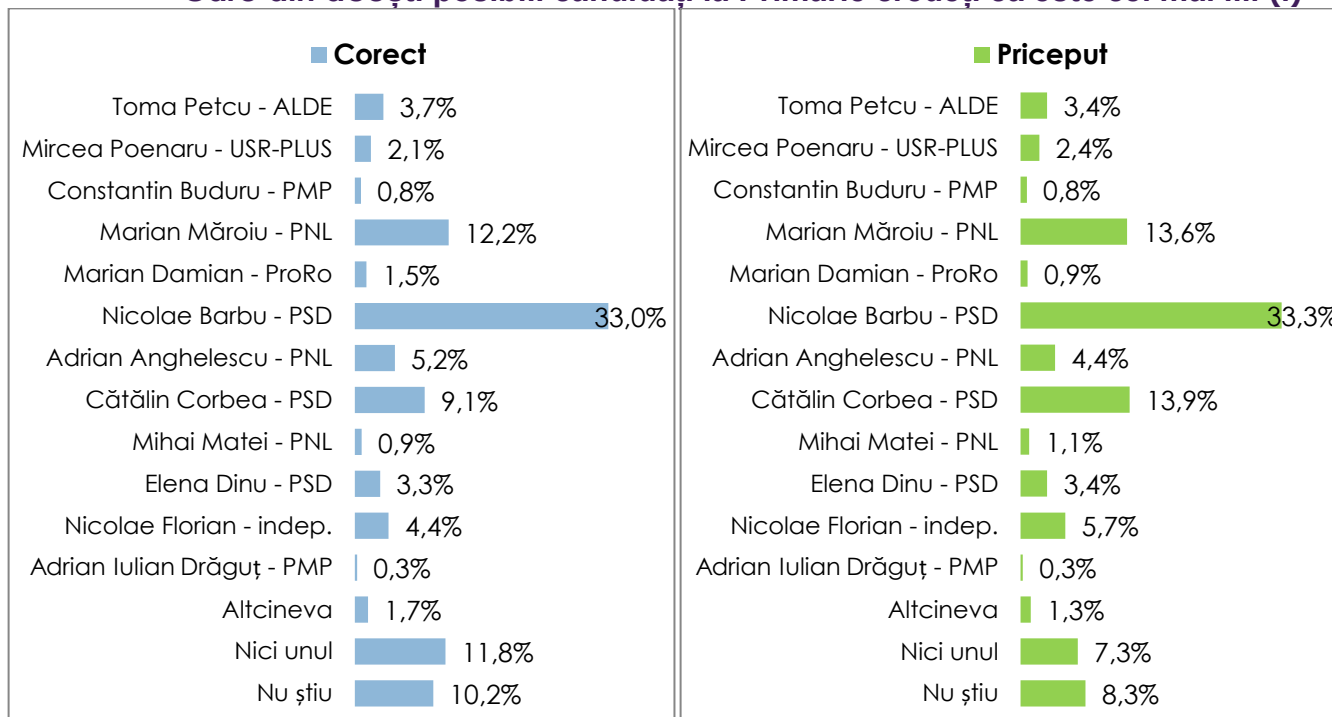 Corect
Toma Petcu - ALDE 3,7%
Mircea Poenaru - USR-PLUS 2,1%
Constantin Buduru - PMP 0,8%
Marian Măroiu - PNL 12,2%
Marian Damian - ProRo 1,5%
Nicolae Barbu - PSD 33,0%
Adrian Anghelescu - PNL 5,2%
Cătălin Corbea - PSD 9,1%
Mihai Matei - PNL 0,9%
Elena Dinu - PSD 3,3%
Nicolae Florian - indep. 4,4%
Adrian Iulian Drăguț - PMP 0,3%
Altcineva 1,7%
Nici unul 11,8%
Nu știu 10,2%
Priceput
Toma Petcu - ALDE 3,4%
Mircea Poenaru - USR-PLUS 2,4%
Constantin Buduru - PMP 0,8%
Marian Măroiu - PNL 13,6%
Marian Damian - ProRo 0,9%
Nicolae Barbu - PSD 33,3%
Adrian Anghelescu - PNL 4,4%
Cătălin Corbea - PSD 13,9%
Mihai Matei - PNL 1,1%
Elena Dinu - PSD 3,4%
Nicolae Florian - indep. 5,7%
Adrian Iulian Drăguț - PMP 0,3%
Altcineva 1,3%
Nici unul 7,3%
Nu știu 8,3%